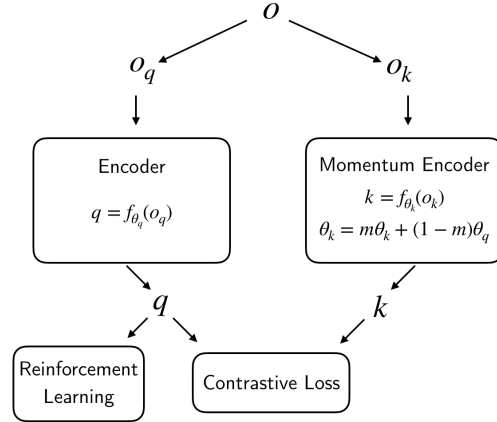 o
o_q
o_k
Encoder
q = f_{θ_q}(o_q)
Momentum Encoder
k = f_{θ_k}(o_k)
θ_k = mθ_k + (1 − m)θ_q
q
k
Reinforcement
Learning
Contrastive Loss